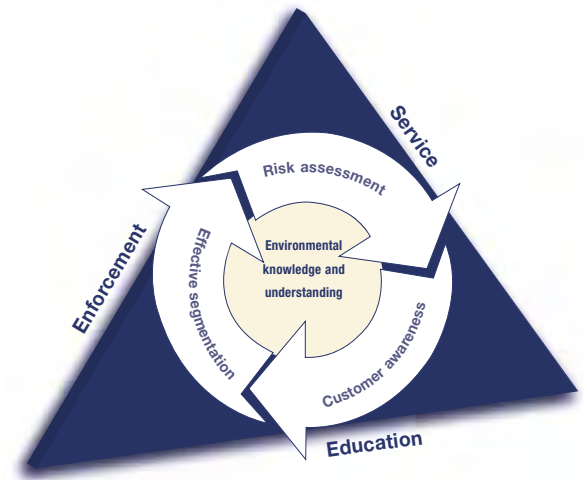 Service
Risk assessment
Environmental
knowledge and
understanding
Enforcement
Effective segmentation
Customer awareness
Education